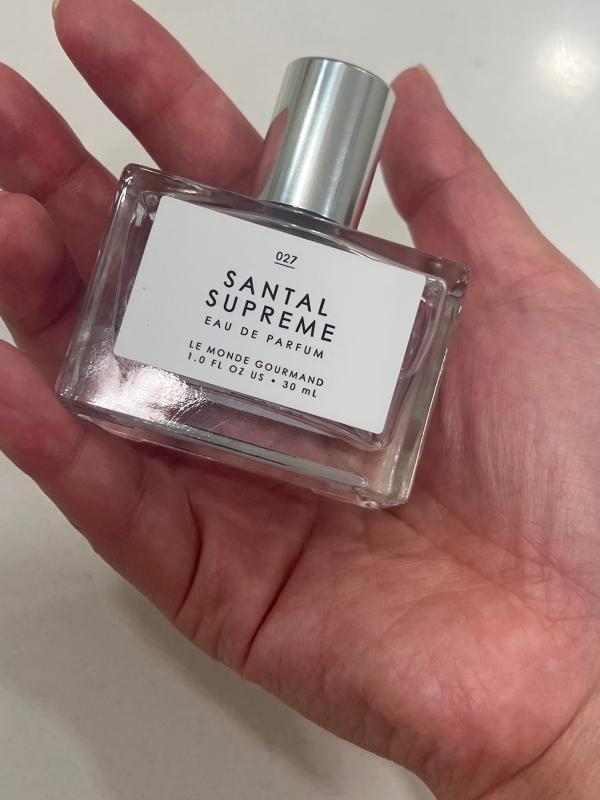 027
SANTAL
SUPREME
EAU DE PARFUM
LE MONDE GOURMAND
1.0 FL OZ US • 30 mL